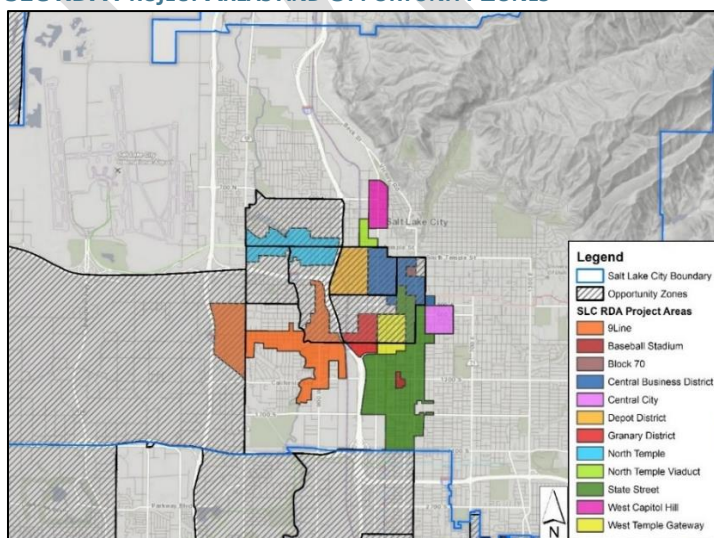 SLC RDA PROJECT AREAS AND OPPORTUNITY ZONES
Salt Lake City
Legend
Salt Lake City Boundary
Opportunity Zones
SLC RDA Project Areas
9Line
Baseball Stadium
Block 70
Central Business District
Central City
Depot District
Granary District
North Temple
North Temple Viaduct
State Street
West Capitol Hill
West Temple Gateway
N